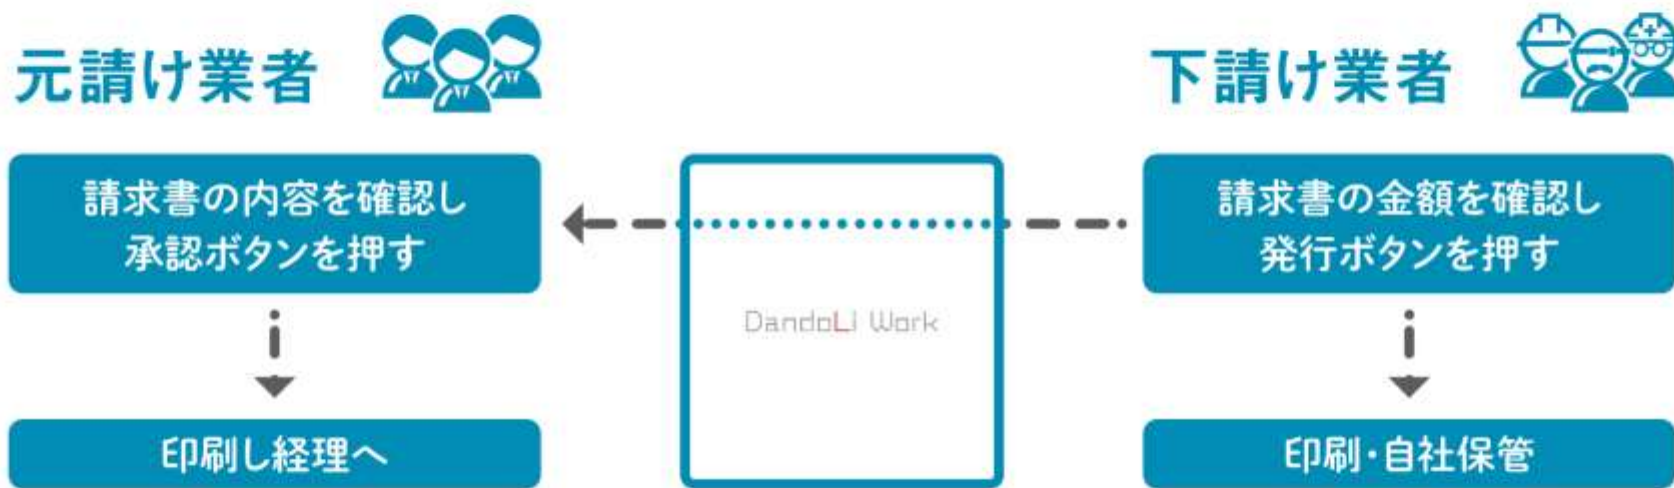 元請け業者
下請け業者
請求書の内容を確認し
承認ボタンを押す
DandoLi Work
請求書の金額を確認し
発行ボタンを押す
印刷し経理へ
印刷・自社保管